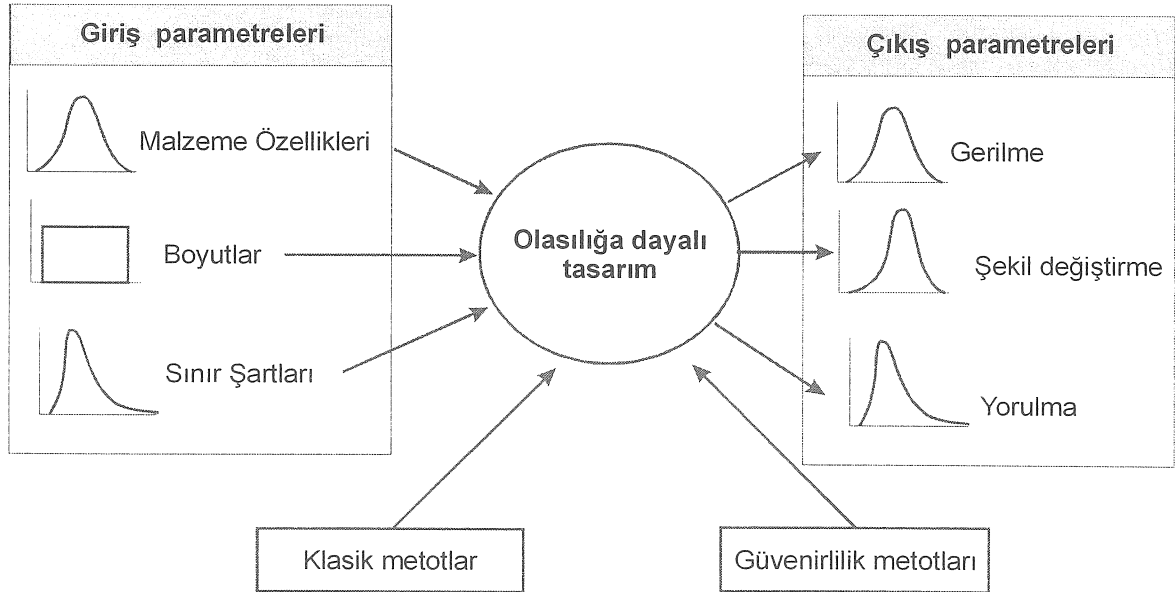 Giriş parametreleri
Malzeme Özellikleri
Boyutlar
Sınır Şartları
Olasılığa dayalı
tasarım
Çıkış parametreleri
Gerilme
Şekil değiştirme
Yorulma
Klasik metotlar
Güvenirlilik metotları